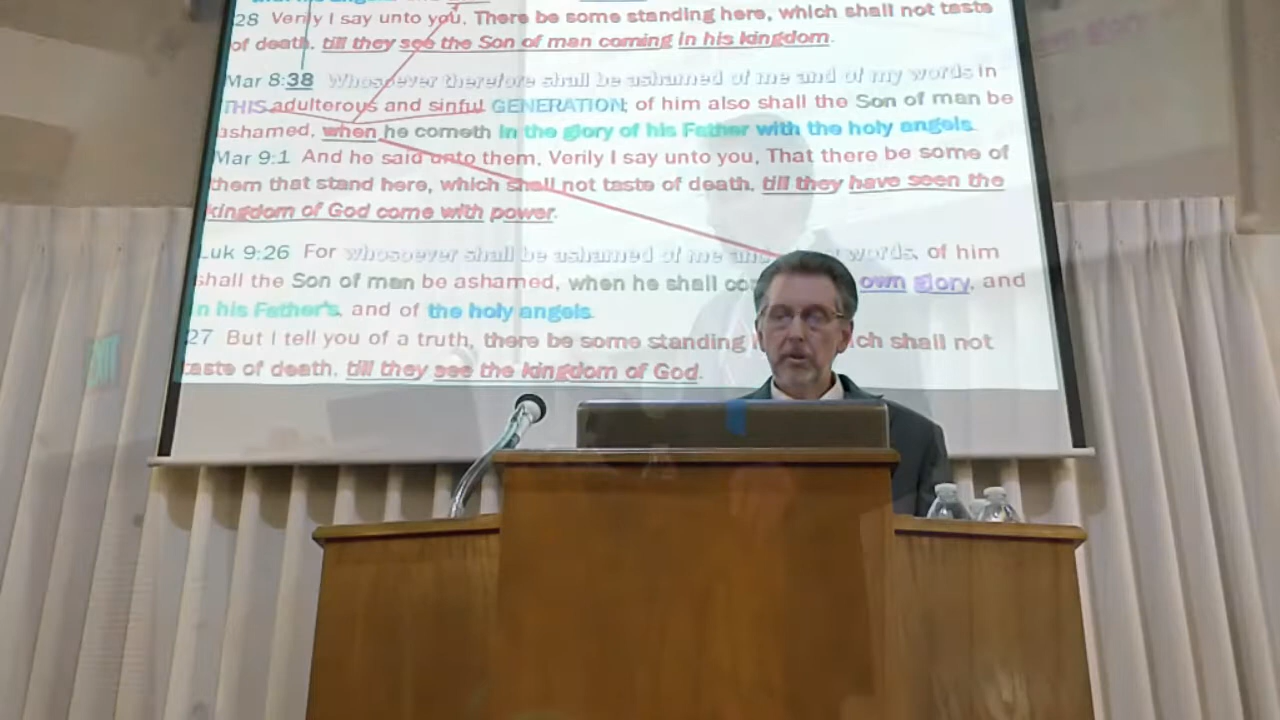 28 Verily I say unto you, There be some standing here, which shall not taste
of death, till they see the Son of man coming in his kingdom.
Mar 8:38 Whosoever therefore shall be ashamed of me and of my words in
THIS adulterous and sinful GENERATION; of him also shall the Son of man be
ashamed, when he cometh in the glory of his Father with the holy angels.
Mar 9:1 And he said unto them, Verily I say unto you, That there be some of
them that stand here, which shall not taste of death, till they have seen the
kingdom of God come with power.
Luk 9:26 For whosoever shall be ashamed of me and words, of him
shall the Son of man be ashamed, when he shall own glory, and
in his Father's, and of the holy angels.
27 But I tell you of a truth, there be some standing shall not
taste of death, till they see the kingdom of God.